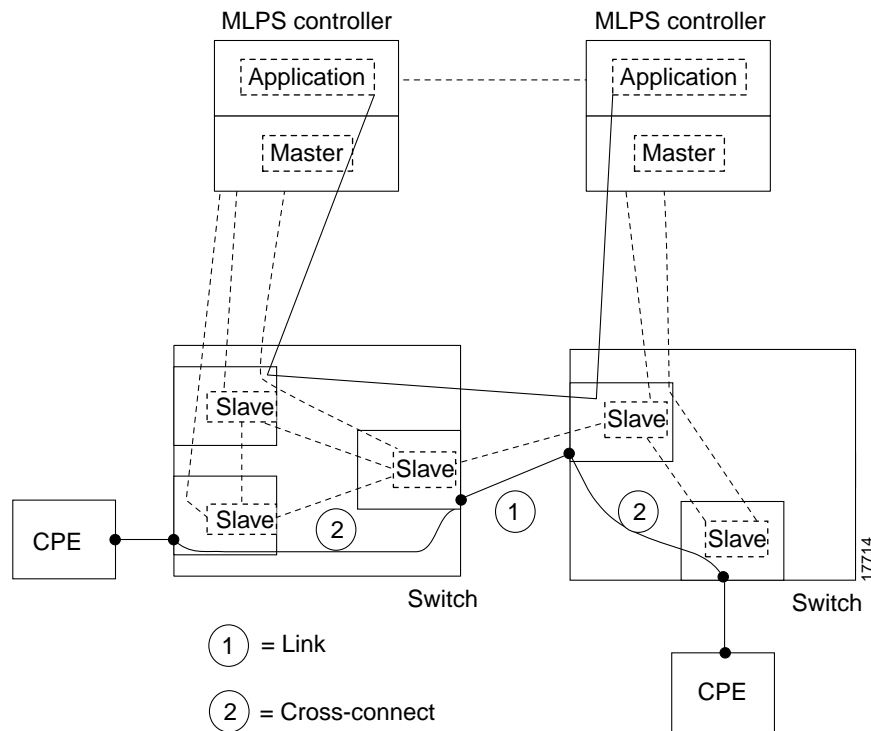 MLPS controller
MLPS controller
Application
Application
Master
Master
Slave
Slave
Slave
Slave
Slave
1
2
2
CPE
17714
Switch
Switch
1 = Link
CPE
2 = Cross-connect